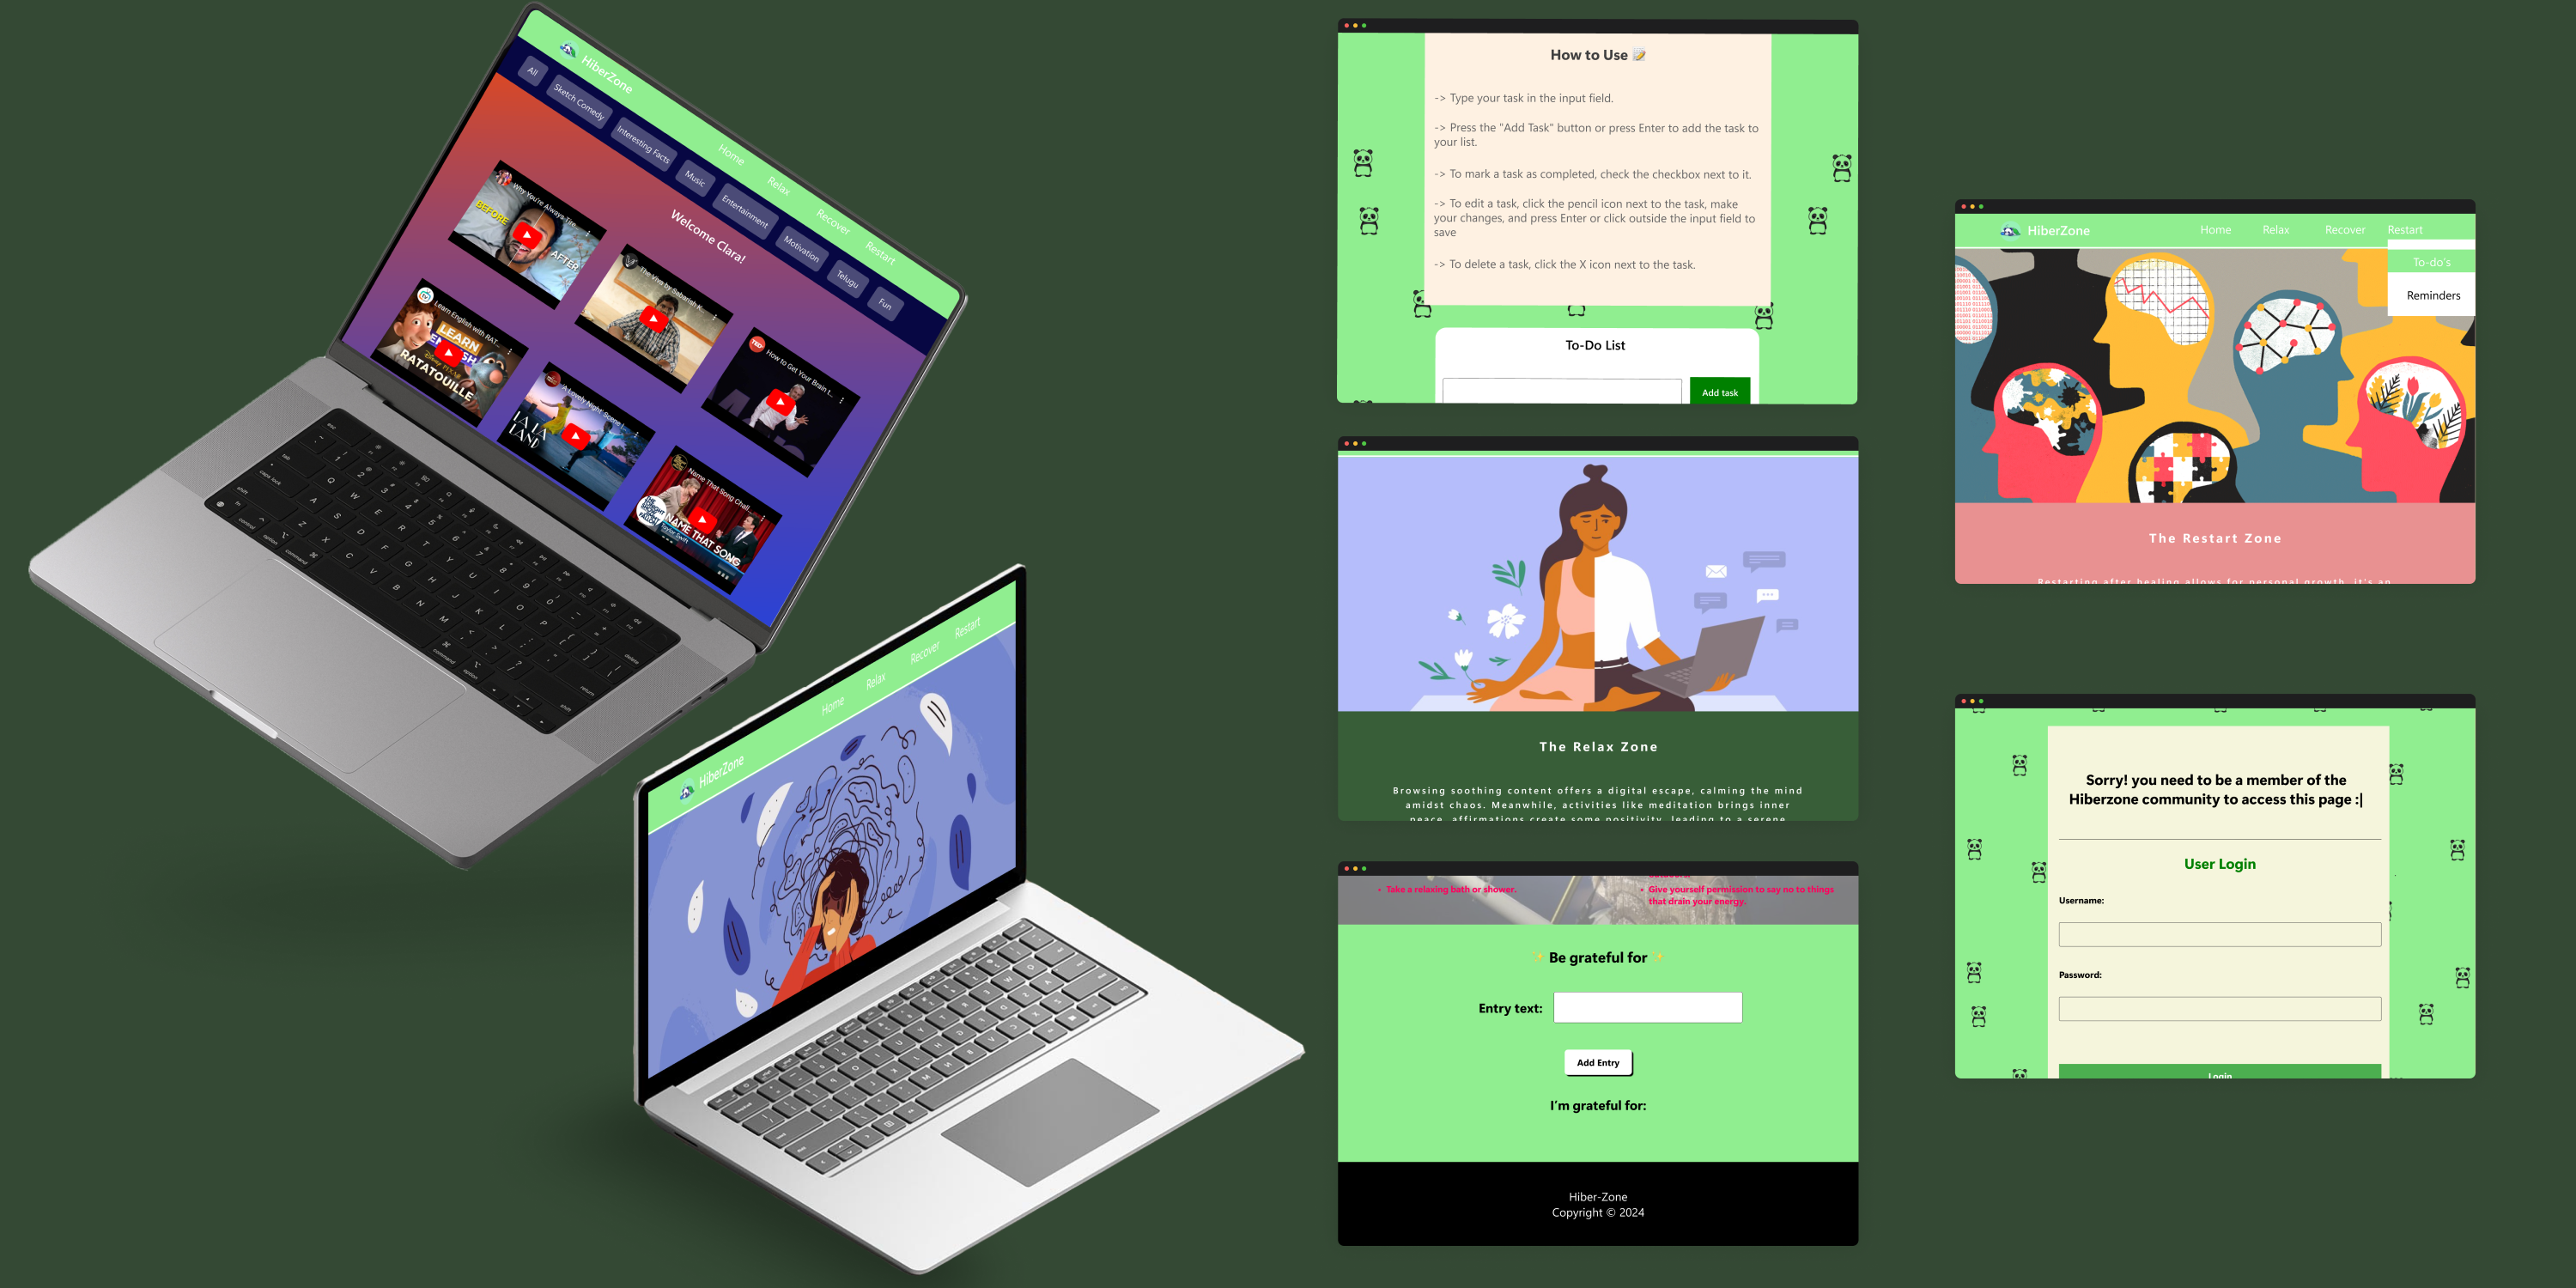 HiberZone
Home
Relax
Recover
Restart
All
Sketch Comedy
Interesting Facts
Music
Entertainment
Motivation
Telugu
Fun
Welcome Clara!
Why You're Always Tire...
BEFORE
AFTER
The Viva by Sabarish K...
How to Get Your Brain t...
TED
Learn English with RAT...
LEARN
ENGLISH
RATATOUILLE
A Lovely Night Scene
LA LA
LAND
Name That Song Chall...
NAME THAT SONG
HiberZone
Home
Relax
Recover
Restart
How to Use
-> Type your task in the input field.
-> Press the "Add Task" button or press Enter to add the task to
your list.
-> To mark a task as completed, check the checkbox next to it.
-> To edit a task, click the pencil icon next to the task, make
your changes, and press Enter or click outside the input field to
save
-> To delete a task, click the X icon next to the task.
To-Do List
Add task
The Relax Zone
Browsing soothing content offers a digital escape, calming the mind
amidst chaos. Meanwhile, activities like meditation brings inner
peace, affirmations create some positivity, leading to a serene
• Take a relaxing bath or shower.
• Give yourself permission to say no to things
that drain your energy.
✨ Be grateful for ✨
Entry text:
Add Entry
I'm grateful for:
Hiber-Zone
Copyright © 2024
HiberZone
Home
Relax
Recover
Restart
To-do's
Reminders
The Restart Zone
Restarting after healing allows for personal growth, it's an
Sorry! you need to be a member of the
Hiberzone community to access this page :|
User Login
Username:
Password:
Login